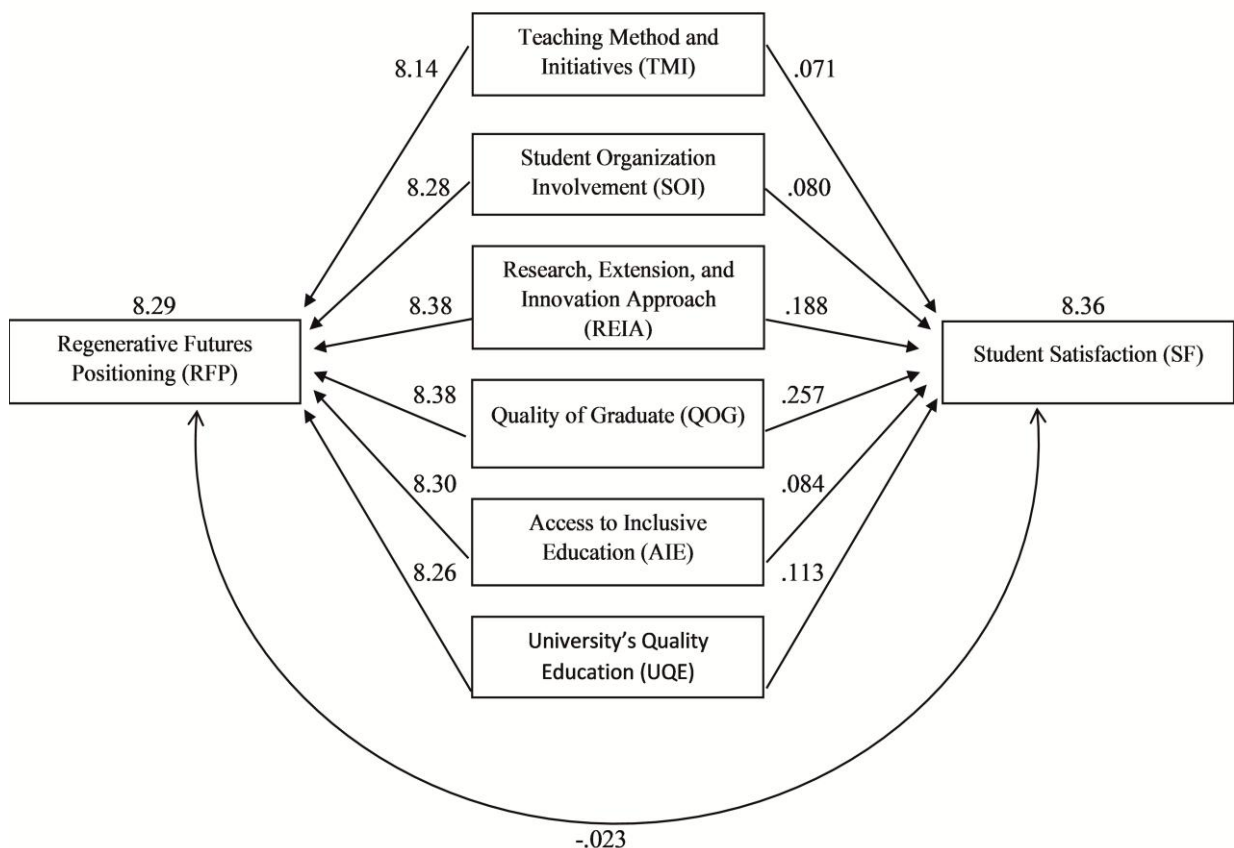 Teaching Method and
Initiatives (TMI)
8.14
.071
Student Organization
Involvement (SOI)
8.28
.080
Research, Extension, and
Innovation Approach
(REIA)
8.38
.188
8.29
Regenerative Futures
Positioning (RFP)
8.36
Student Satisfaction (SF)
8.38
Quality of Graduate (QOG)
.257
8.30
Access to Inclusive
Education (AIE)
.084
8.26
.113
University’s Quality
Education (UQE)
-.023